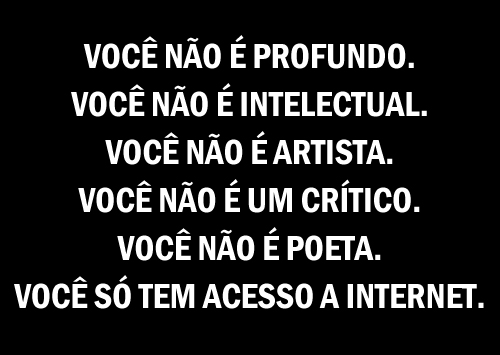 VOCÊ NÃO É PROFUNDO.
VOCÊ NÃO É INTELECTUAL.
VOCÊ NÃO É ARTISTA.
VOCÊ NÃO É UM CRÍTICO.
VOCÊ NÃO É POETA.
VOCÊ SÓ TEM ACESSO A INTERNET.